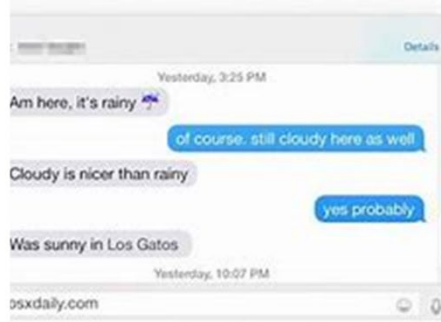 Details
Yesterday, 3:25 PM
Am here, it's rainy ☔
of course. still cloudy here as well
Cloudy is nicer than rainy
yes probably
Was sunny in Los Gatos
Yesterday, 10:07 PM
osxdaily.com